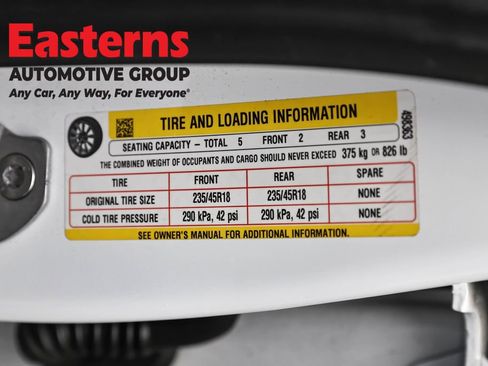 Easterns
AUTOMOTIVE GROUP
Any Car, Any Way, For Everyone®
TIRE AND LOADING INFORMATION
SEATING CAPACITY – TOTAL 5 FRONT 2 REAR 3
THE COMBINED WEIGHT OF OCCUPANTS AND CARGO SHOULD NEVER EXCEED 375 kg OR 826 lb
TIRE FRONT REAR SPARE
ORIGINAL TIRE SIZE 235/45R18 235/45R18 NONE
COLD TIRE PRESSURE 290 kPa, 42 psi 290 kPa, 42 psi NONE
SEE OWNER'S MANUAL FOR ADDITIONAL INFORMATION.